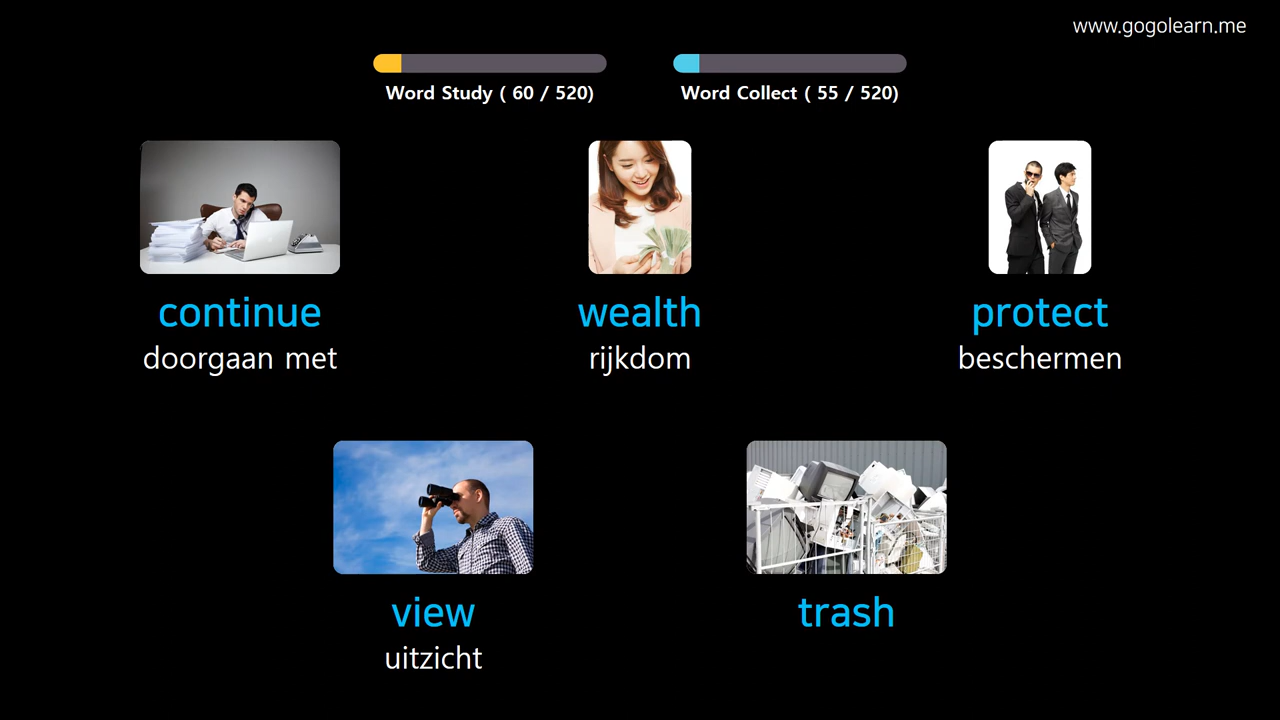 www.gogolearn.me
Word Study ( 60 / 520)
Word Collect ( 55 / 520)
continue
doorgaan met
wealth
rijkdom
protect
beschermen
view
uitzicht
trash